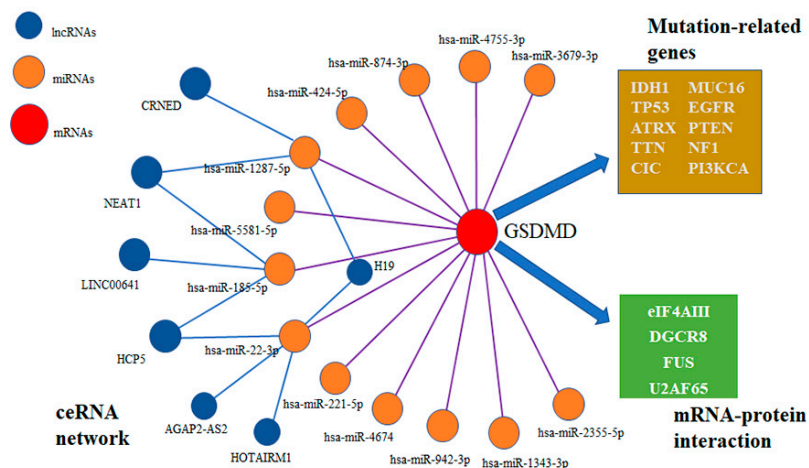 lncRNAs
miRNAs
mRNAs
CRNED
NEAT1
LINC00641
HCP5
AGAP2-AS2
HOTAIRM1
H19
hsa-miR-1287-5p
hsa-miR-5581-5p
hsa-miR-185-5p
hsa-miR-22-3p
hsa-miR-424-5p
hsa-miR-874-3p
hsa-miR-4755-3p
hsa-miR-3679-3p
hsa-miR-221-5p
hsa-miR-4674
hsa-miR-942-3p
hsa-miR-1343-3p
hsa-miR-2355-5p
GSDMD
ceRNA
network
Mutation-related
genes
IDH1 MUC16
TP53 EGFR
ATRX PTEN
TTN NF1
CIC PI3KCA
eIF4AIII
DGCR8
FUS
U2AF65
mRNA-protein
interaction